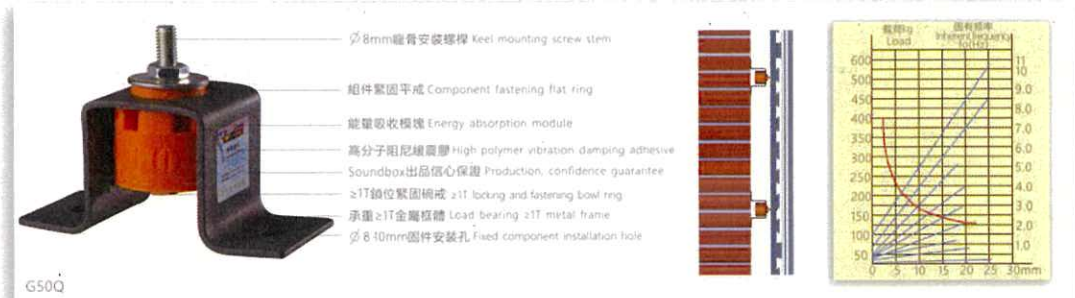 ∅8mm龍骨安裝螺桿 Keel mounting screw stem
組件緊固平戒 Component fastening flat ring
能量吸收模塊 Energy absorption module
高分子阻尼緩震膠 High polymer vibration damping adhesive
Soundbox出品信心保證 Production, confidence guarantee
≥1T鎖位緊固碗戒 ≥1T locking and fastening bowl ring
承重≥1T金屬框體 Load bearing ≥1T metal frame
∅8-10mm固件安裝孔 Fixed component installation hole
G50Q
載荷kg
Load
固有頻率
Inherent frequency
fo(Hz)
600
500
450
400
350
300
250
200
150
100
50
11
10
9.0
8.0
7.0
6.0
5.0
4.0
3.0
2.0
1.0
0 5 10 15 20 25 30mm